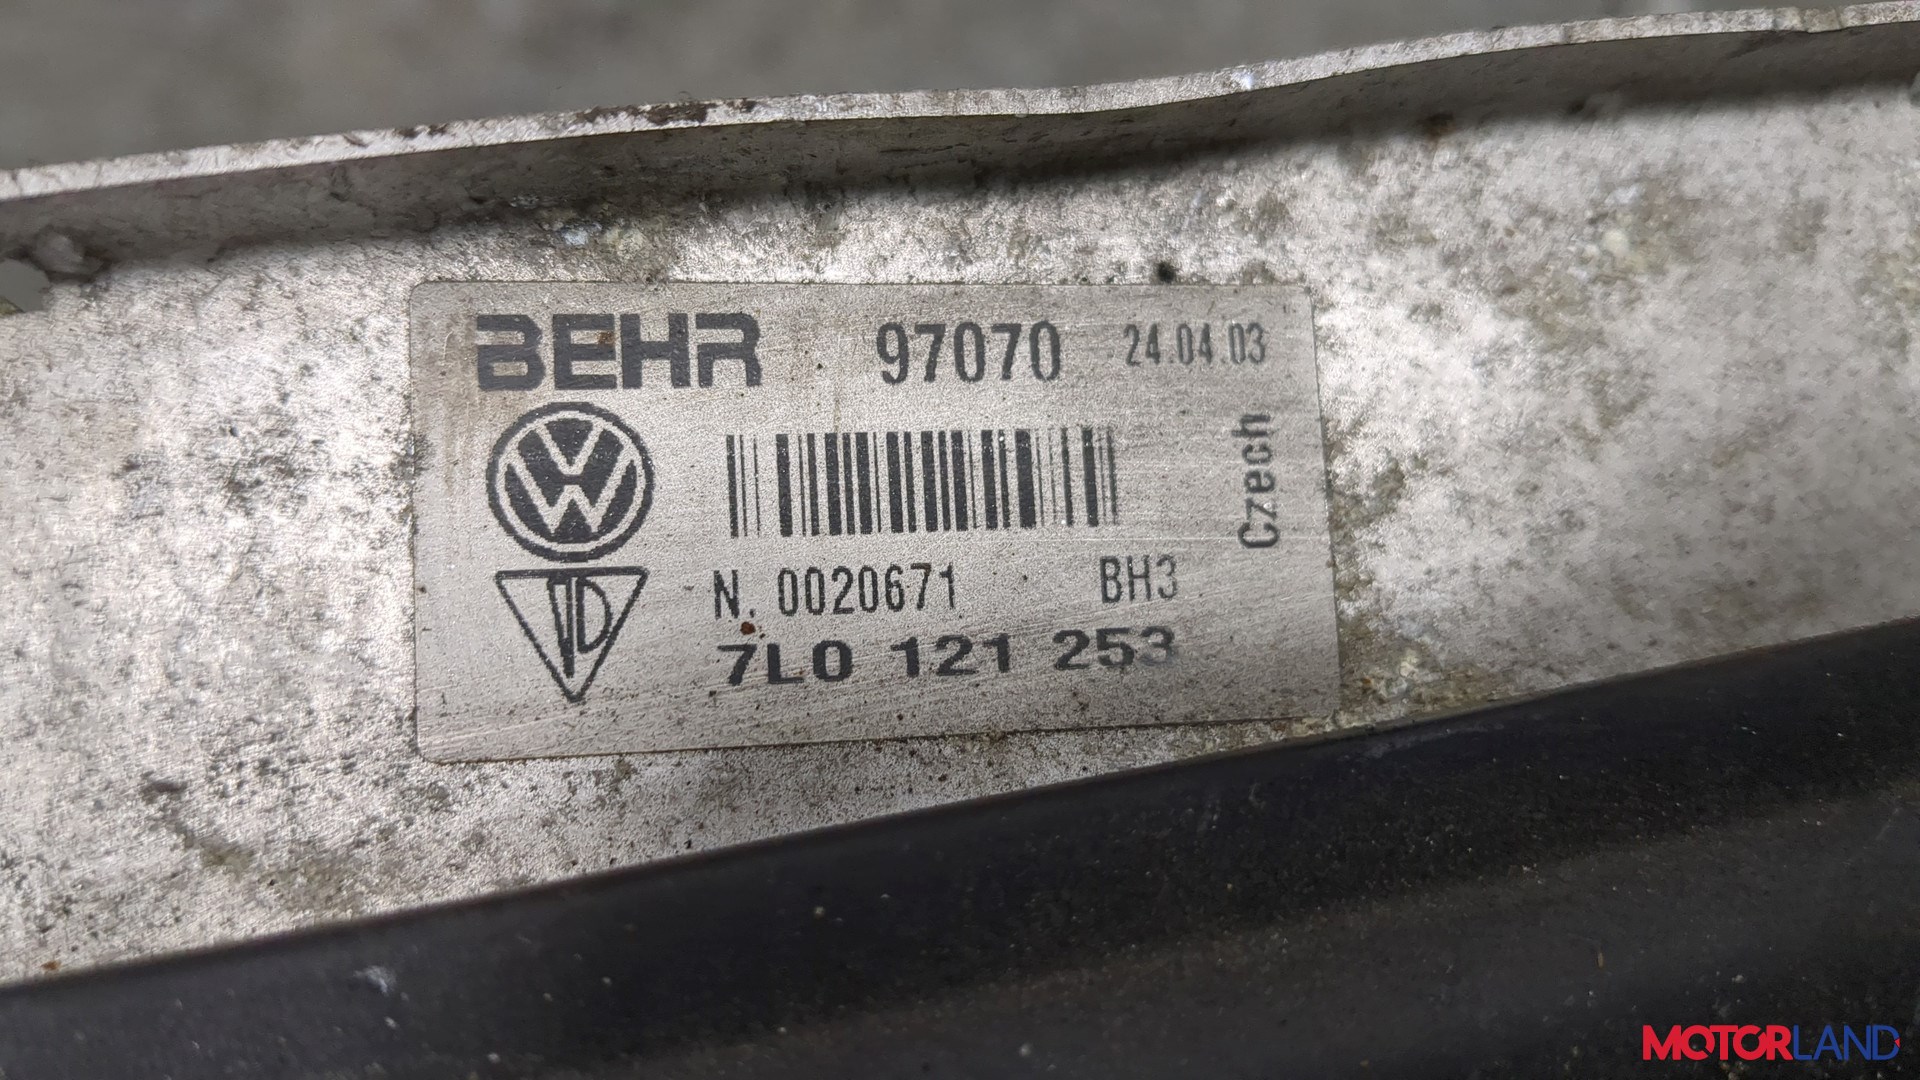 BEHR 97070 24.04.03
Czech
N. 0020671 BH3
7L0 121 253
MOTORLAND